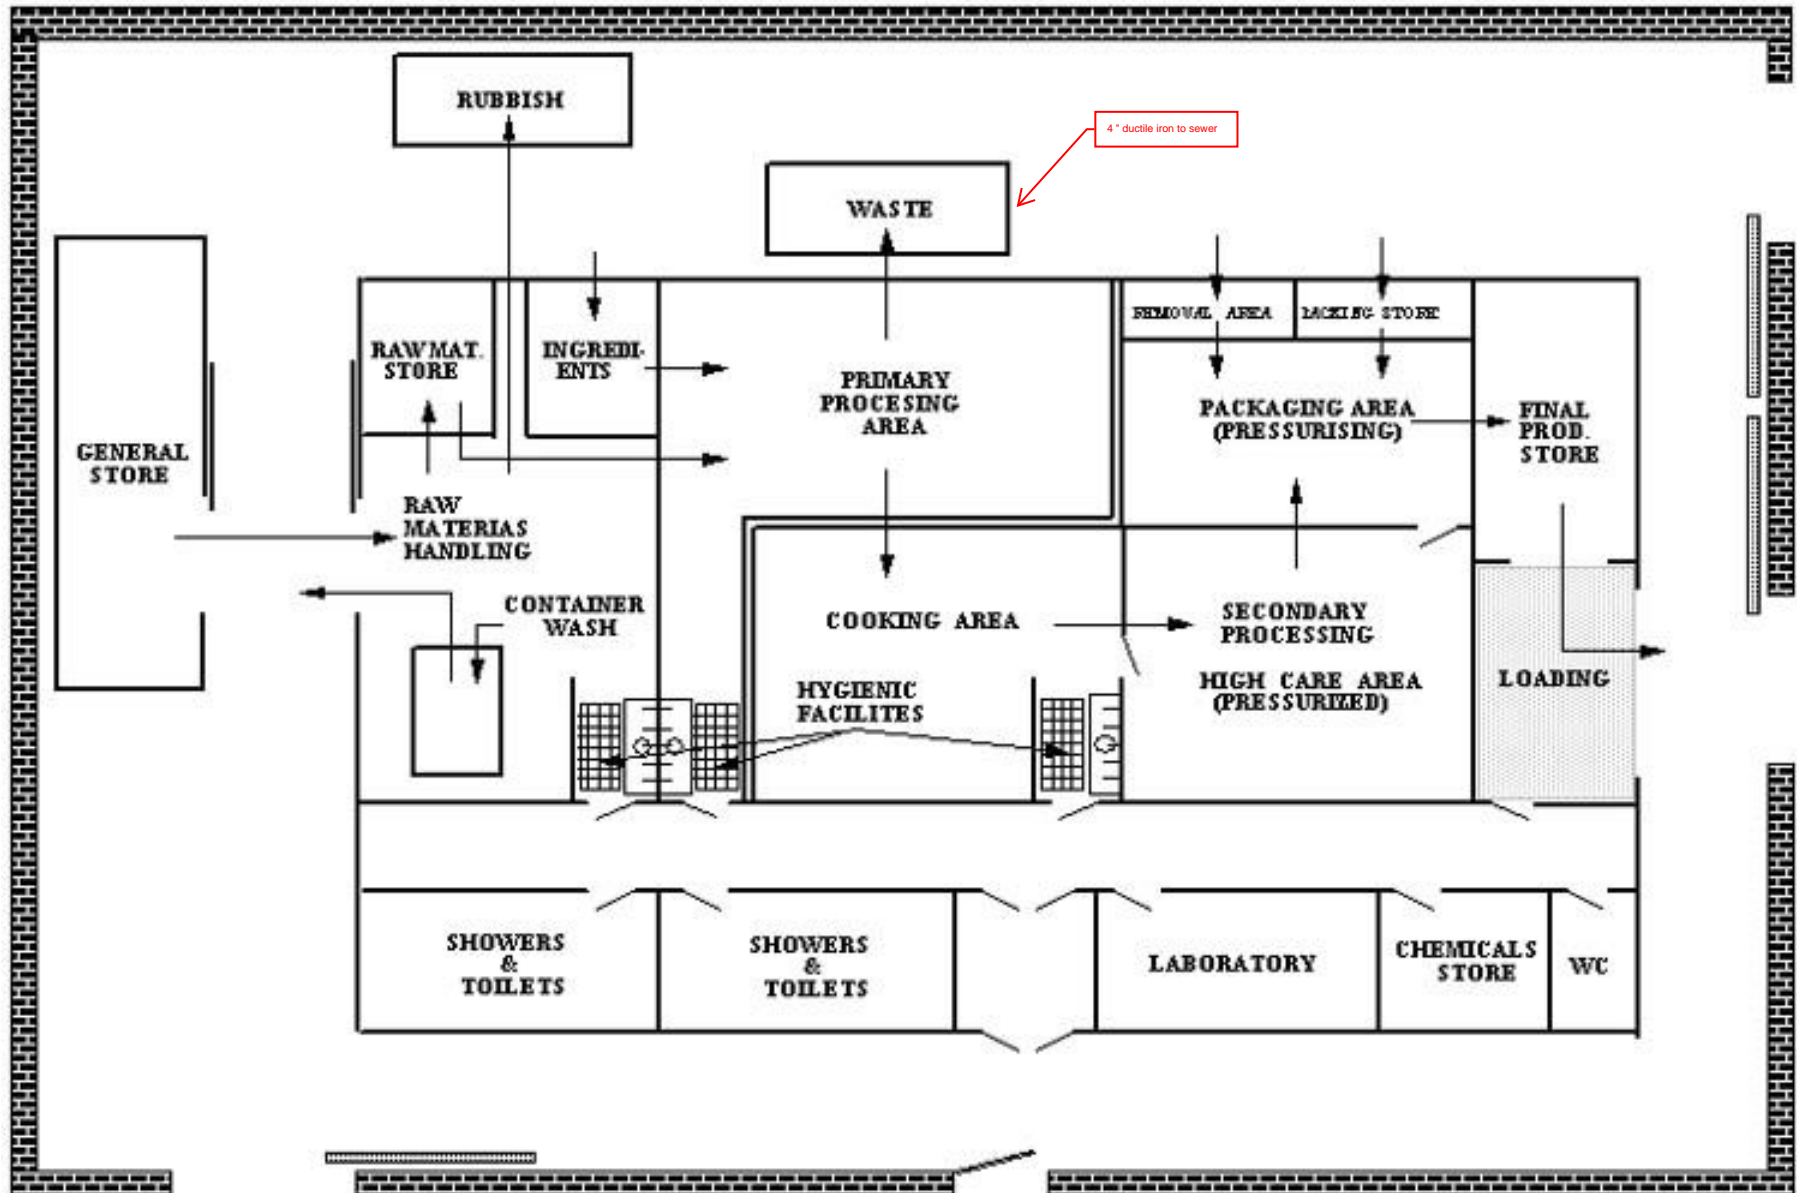 RUBBISH
4 " ductile iron to sewer
WASTE
REMOVAL AREA
PACKING STORE
RAW MAT.
STORE
INGREDI-
ENTS
PRIMARY
PROCESING
AREA
PACKAGING AREA
(PRESSURISING)
FINAL
PROD.
STORE
GENERAL
STORE
RAW
MATERIAS
HANDLING
CONTAINER
WASH
COOKING AREA
SECONDARY
PROCESSING
HIGH CARE AREA
(PRESSURIZED)
LOADING
HYGIENIC
FACILITES
SHOWERS
&
TOILETS
SHOWERS
&
TOILETS
LABORATORY
CHEMICALS
STORE
WC